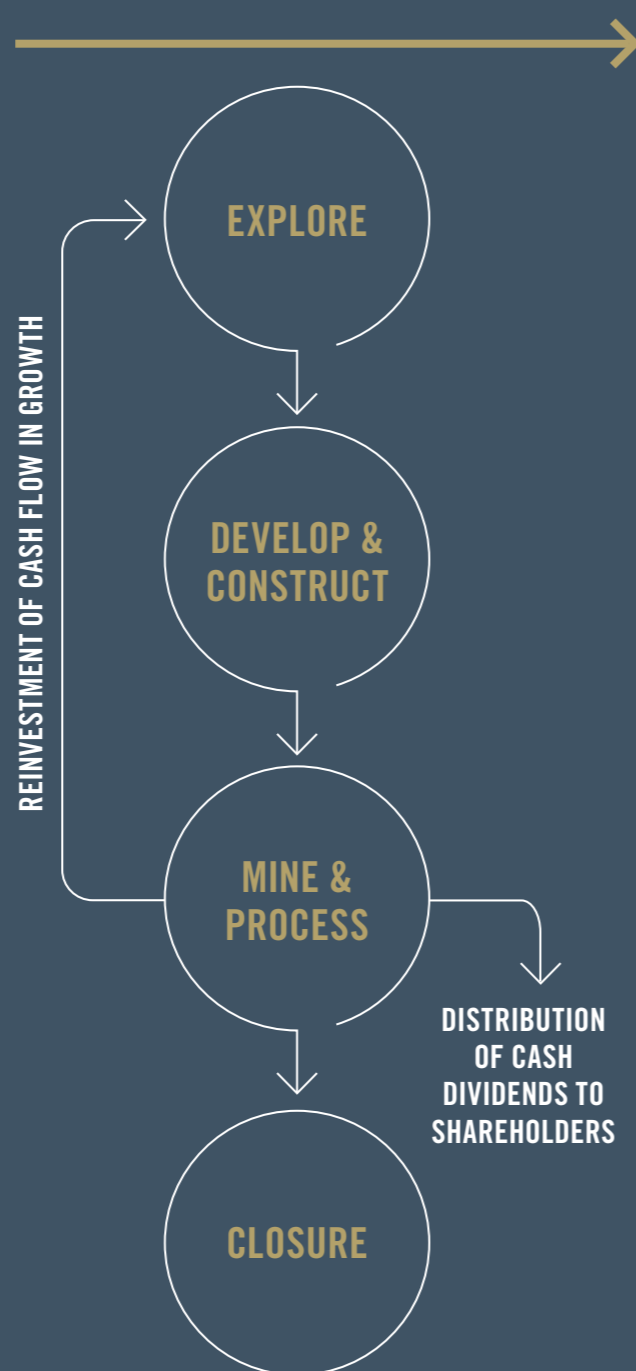 EXPLORE
REINVESTMENT OF CASH FLOW IN GROWTH
DEVELOP &
CONSTRUCT
MINE &
PROCESS
DISTRIBUTION
OF CASH
DIVIDENDS TO
SHAREHOLDERS
CLOSURE